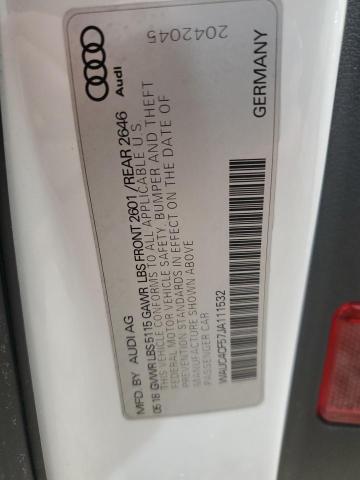 Audi
2042045
MFD. BY AUDI AG
05.18 GVWR LBS 5115 GAWR LBS FRONT 2601 / REAR 2646
THIS VEHICLE CONFORMS TO ALL APPLICABLE U S
FEDERAL MOTOR VEHICLE SAFETY, BUMPER AND THEFT
PREVENTION STANDARDS IN EFFECT ON THE DATE OF
MANUFACTURE SHOWN ABOVE
PASSENGER CAR
WAUC4CF57JA111532
GERMANY